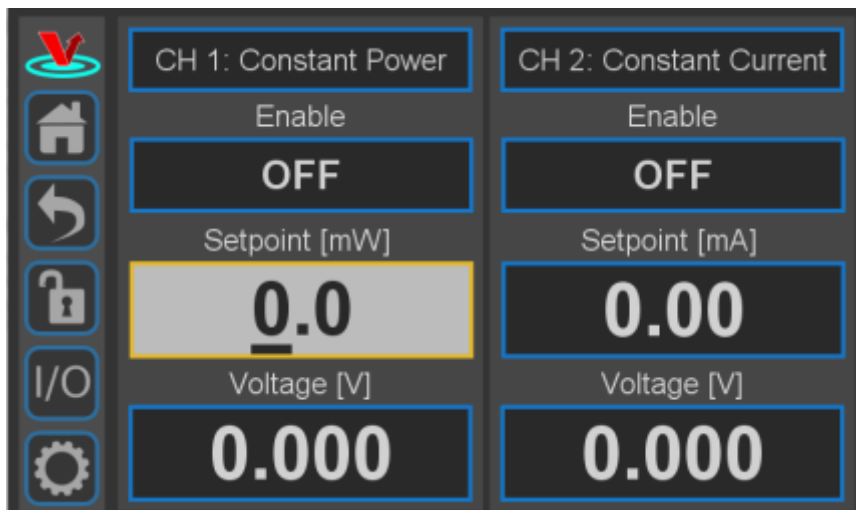 CH 1: Constant Power
Enable
OFF
Setpoint [mW]
0.0
Voltage [V]
0.000
CH 2: Constant Current
Enable
OFF
Setpoint [mA]
0.00
Voltage [V]
0.000
I/O